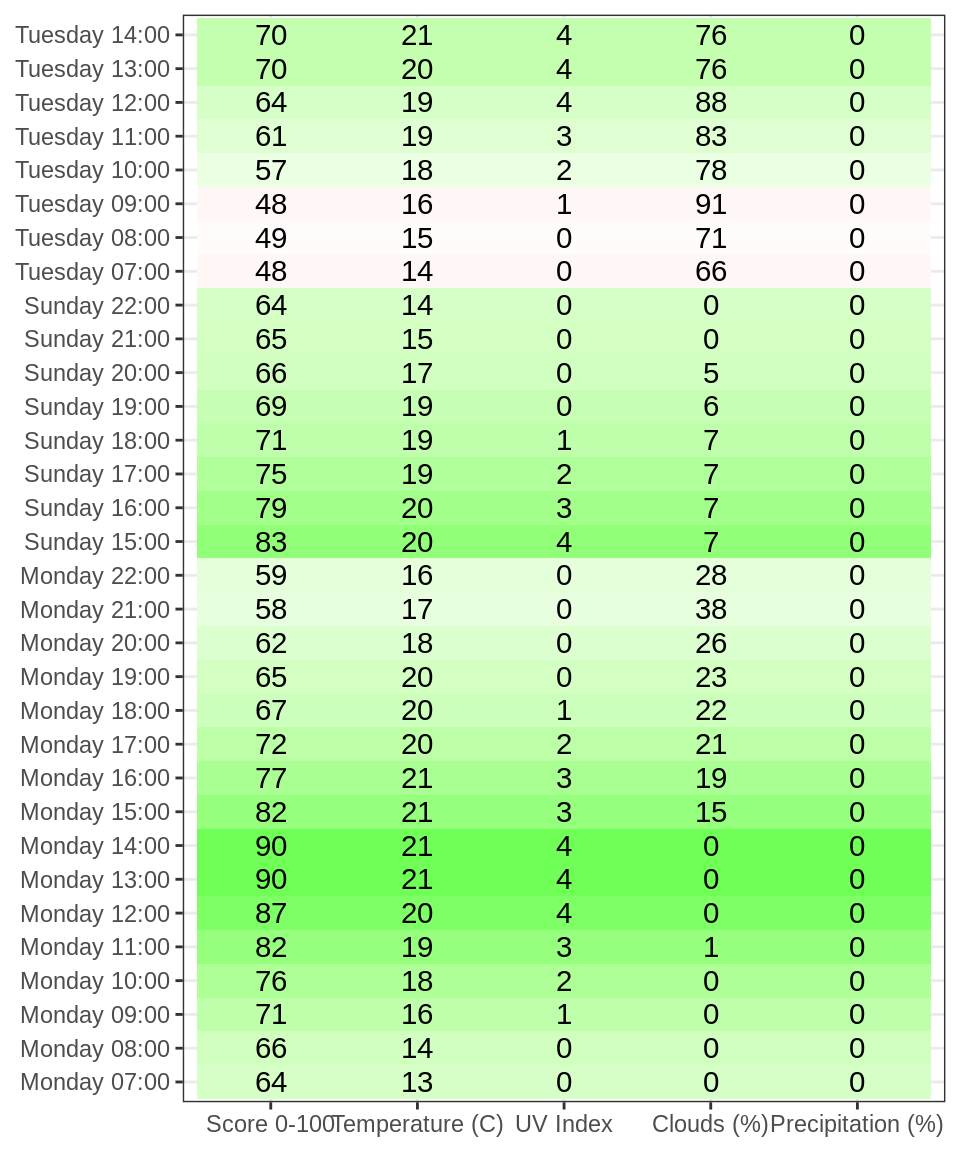 Tuesday 14:00 70 21 4 76 0
Tuesday 13:00 70 20 4 76 0
Tuesday 12:00 64 19 4 88 0
Tuesday 11:00 61 19 3 83 0
Tuesday 10:00 57 18 2 78 0
Tuesday 09:00 48 16 1 91 0
Tuesday 08:00 49 15 0 71 0
Tuesday 07:00 48 14 0 66 0
Sunday 22:00 64 14 0 0 0
Sunday 21:00 65 15 0 0 0
Sunday 20:00 66 17 0 5 0
Sunday 19:00 69 19 0 6 0
Sunday 18:00 71 19 1 7 0
Sunday 17:00 75 19 2 7 0
Sunday 16:00 79 20 3 7 0
Sunday 15:00 83 20 4 7 0
Monday 22:00 59 16 0 28 0
Monday 21:00 58 17 0 38 0
Monday 20:00 62 18 0 26 0
Monday 19:00 65 20 0 23 0
Monday 18:00 67 20 1 22 0
Monday 17:00 72 20 2 21 0
Monday 16:00 77 21 3 19 0
Monday 15:00 82 21 3 15 0
Monday 14:00 90 21 4 0 0
Monday 13:00 90 21 4 0 0
Monday 12:00 87 20 4 0 0
Monday 11:00 82 19 3 1 0
Monday 10:00 76 18 2 0 0
Monday 09:00 71 16 1 0 0
Monday 08:00 66 14 0 0 0
Monday 07:00 64 13 0 0 0
Score 0-100 Temperature (C) UV Index Clouds (%) Precipitation (%)